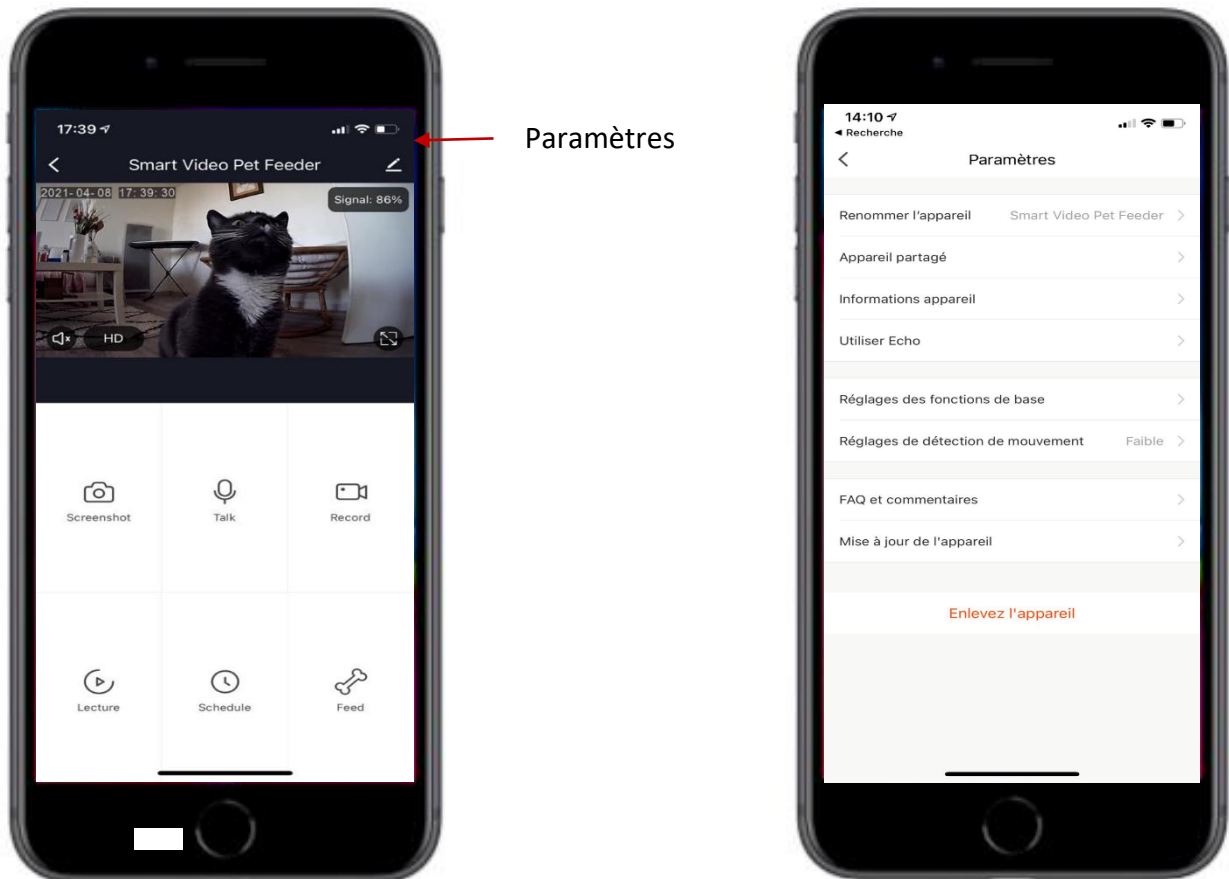 17:39
Smart Video Pet Feeder
2021-04-08 17:39:30
Signal: 86%
HD
Screenshot
Talk
Record
Lecture
Schedule
Feed
Paramètres
14:10
Recherche
Paramètres
Renommer l'appareil Smart Video Pet Feeder
Appareil partagé
Informations appareil
Utiliser Echo
Réglages des fonctions de base
Réglages de détection de mouvement Faible
FAQ et commentaires
Mise à jour de l'appareil
Enlevez l'appareil